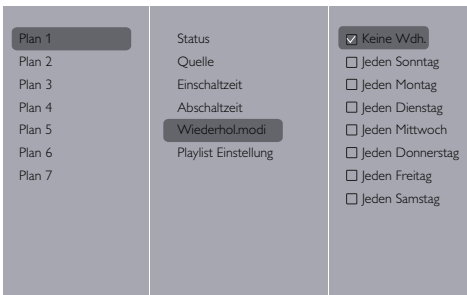 Plan 1
Plan 2
Plan 3
Plan 4
Plan 5
Plan 6
Plan 7
Status
Quelle
Einschaltzeit
Abschaltzeit
Wiederhol.modi
Playlist Einstellung
Keine Wdh.
Jeden Sonntag
Jeden Montag
Jeden Dienstag
Jeden Mittwoch
Jeden Donnerstag
Jeden Freitag
Jeden Samstag